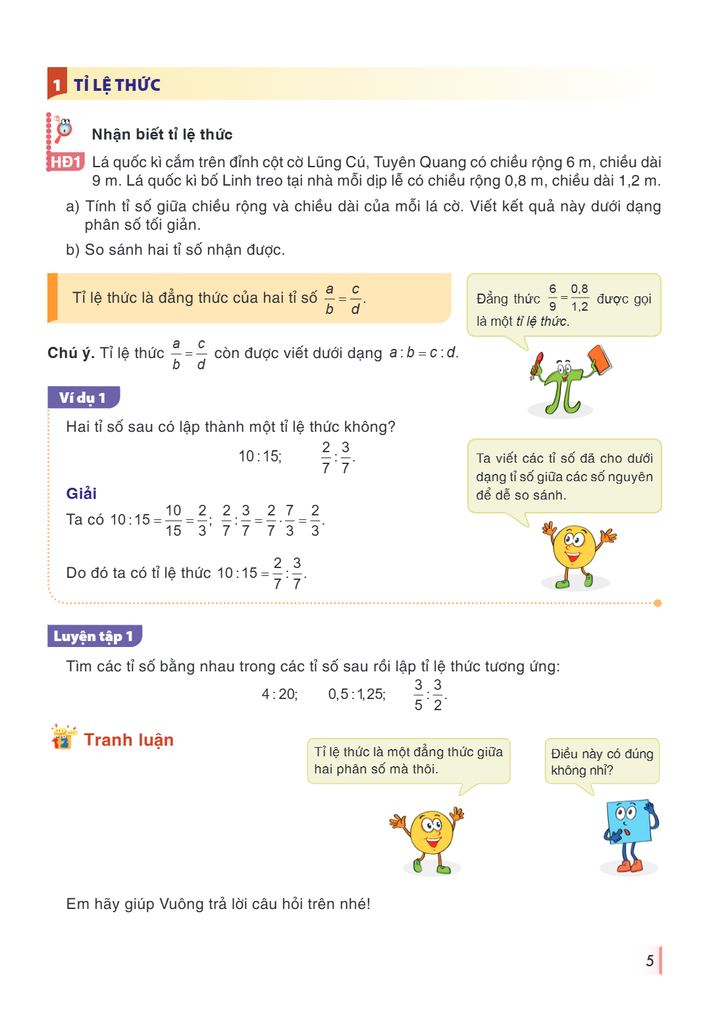 1 TỈ LỆ THỨC
Nhận biết tỉ lệ thức
HĐ1 Lá quốc kì cắm trên đỉnh cột cờ Lũng Cú, Tuyên Quang có chiều rộng 6 m, chiều dài
9 m. Lá quốc kì bố Linh treo tại nhà mỗi dịp lễ có chiều rộng 0,8 m, chiều dài 1,2 m.
a) Tính tỉ số giữa chiều rộng và chiều dài của mỗi lá cờ. Viết kết quả này dưới dạng
phân số tối giản.
b) So sánh hai tỉ số nhận được.
Tỉ lệ thức là đẳng thức của hai tỉ số a/b = c/d.
Đẳng thức 6/9 = 0,8/1,2 được gọi
là một tỉ lệ thức.
Chú ý. Tỉ lệ thức a/b = c/d còn được viết dưới dạng a : b = c : d.
Ví dụ 1
Hai tỉ số sau có lập thành một tỉ lệ thức không?
10 : 15; 2/7 : 3/7.
Ta viết các tỉ số đã cho dưới
dạng tỉ số giữa các số nguyên
để dễ so sánh.
Giải
Ta có 10 : 15 = 10/15 = 2/3; 2/7 : 3/7 = 2/7 · 7/3 = 2/3.
Do đó ta có tỉ lệ thức 10 : 15 = 2/7 : 3/7.
Luyện tập 1
Tìm các tỉ số bằng nhau trong các tỉ số sau rồi lập tỉ lệ thức tương ứng:
4 : 20; 0,5 : 1,25; 3/5 : 3/2.
Tranh luận
Tỉ lệ thức là một đẳng thức giữa
hai phân số mà thôi.
Điều này có đúng
không nhỉ?
Em hãy giúp Vuông trả lời câu hỏi trên nhé!
5